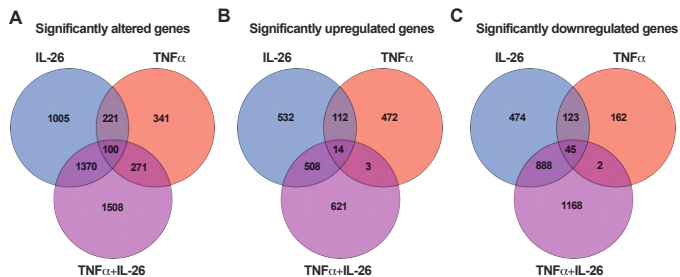 A
Significantly altered genes
IL-26
TNFα
1005
221
341
100
1370
271
1508
TNFα+IL-26
B
Significantly upregulated genes
IL-26
TNFα
532
112
472
14
508
3
621
TNFα+IL-26
C
Significantly downregulated genes
IL-26
TNFα
474
123
162
45
888
2
1168
TNFα+IL-26